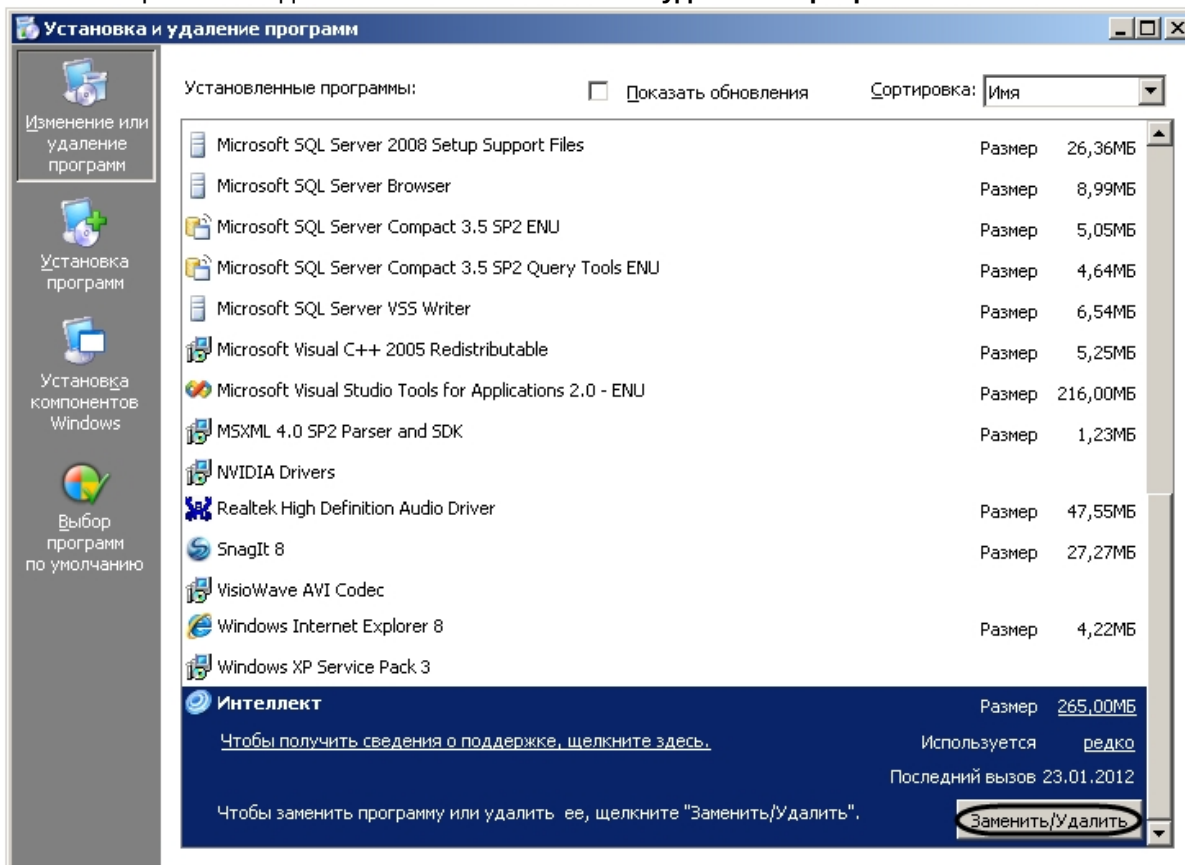 Установка и удаление программ
Изменение или
удаление
программ
Установка
программ
Установка
компонентов
Windows
Выбор
программ
по умолчанию
Установленные программы: Показать обновления Сортировка: Имя
Microsoft SQL Server 2008 Setup Support Files Размер 26,36МБ
Microsoft SQL Server Browser Размер 8,99МБ
Microsoft SQL Server Compact 3.5 SP2 ENU Размер 5,05МБ
Microsoft SQL Server Compact 3.5 SP2 Query Tools ENU Размер 4,64МБ
Microsoft SQL Server VSS Writer Размер 6,54МБ
Microsoft Visual C++ 2005 Redistributable Размер 5,25МБ
Microsoft Visual Studio Tools for Applications 2.0 - ENU Размер 216,00МБ
MSXML 4.0 SP2 Parser and SDK Размер 1,23МБ
NVIDIA Drivers
Realtek High Definition Audio Driver Размер 47,55МБ
SnagIt 8 Размер 27,27МБ
VisioWave AVI Codec
Windows Internet Explorer 8 Размер 4,22МБ
Windows XP Service Pack 3
Интеллект Размер 265,00МБ
Чтобы получить сведения о поддержке, щелкните здесь. Используется редко
Последний вызов 23.01.2012
Чтобы заменить программу или удалить ее, щелкните "Заменить/Удалить". Заменить/Удалить